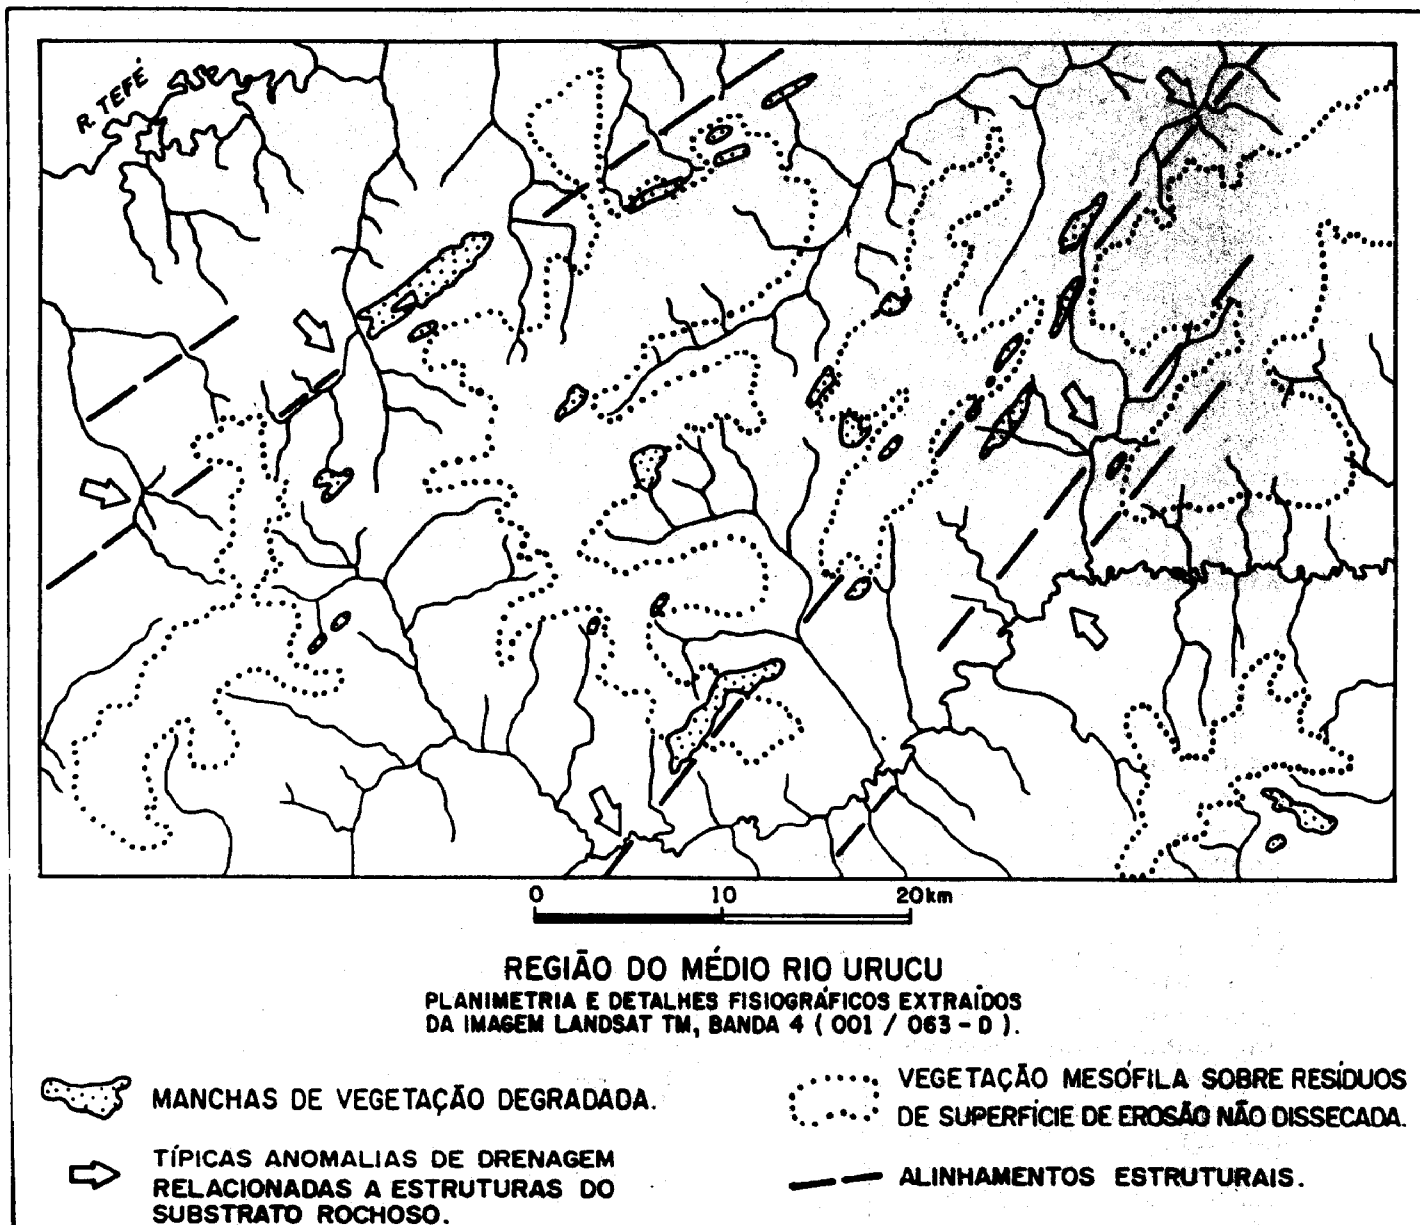 R. TEFÉ
0 10 20km
REGIÃO DO MÉDIO RIO URUCU
PLANIMETRIA E DETALHES FISIOGRÁFICOS EXTRAÍDOS
DA IMAGEM LANDSAT TM, BANDA 4 ( 001 / 063 - D ).
MANCHAS DE VEGETAÇÃO DEGRADADA.
TÍPICAS ANOMALIAS DE DRENAGEM
RELACIONADAS A ESTRUTURAS DO
SUBSTRATO ROCHOSO.
VEGETAÇÃO MESÓFILA SOBRE RESÍDUOS
DE SUPERFÍCIE DE EROSÃO NÃO DISSECADA.
ALINHAMENTOS ESTRUTURAIS.